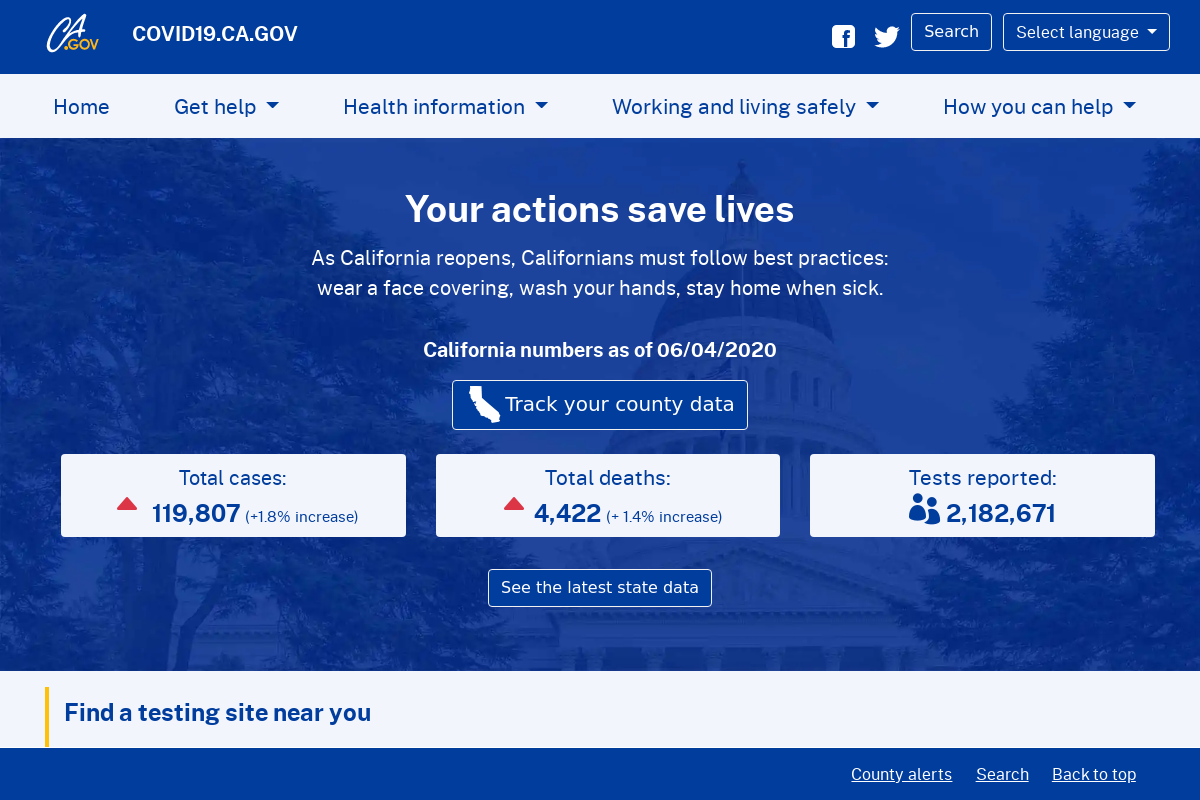 CA.GOV COVID19.CA.GOV Search Select language
Home Get help Health information Working and living safely How you can help
Your actions save lives
As California reopens, Californians must follow best practices:
wear a face covering, wash your hands, stay home when sick.
California numbers as of 06/04/2020
Track your county data
Total cases:
119,807 (+1.8% increase)
Total deaths:
4,422 (+ 1.4% increase)
Tests reported:
2,182,671
See the latest state data
Find a testing site near you
County alerts Search Back to top